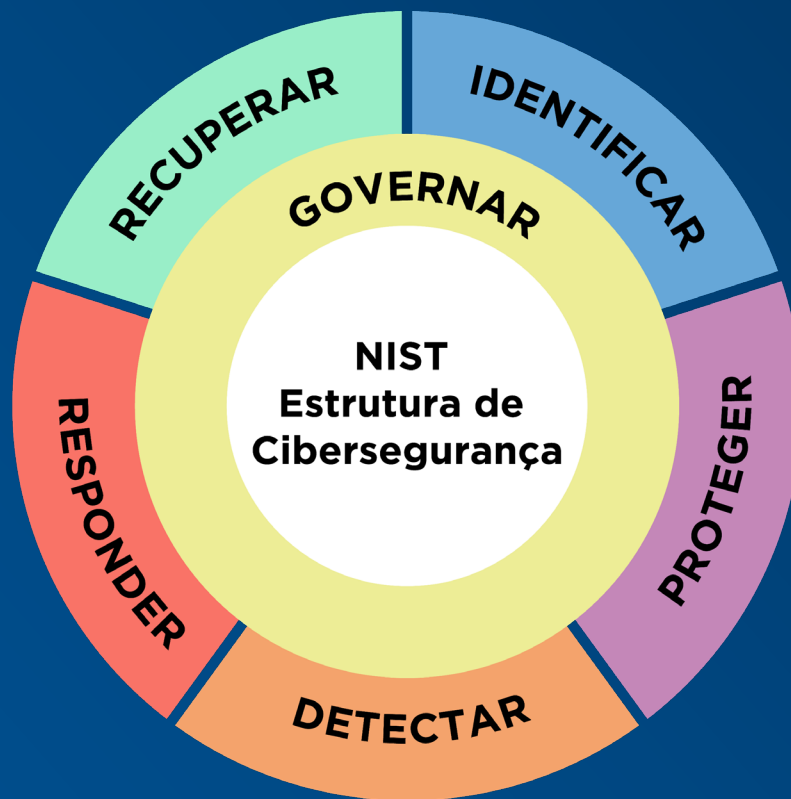 RECUPERAR
IDENTIFICAR
GOVERNAR
NIST
Estrutura de
Cibersegurança
RESPONDER
PROTEGER
DETECTAR